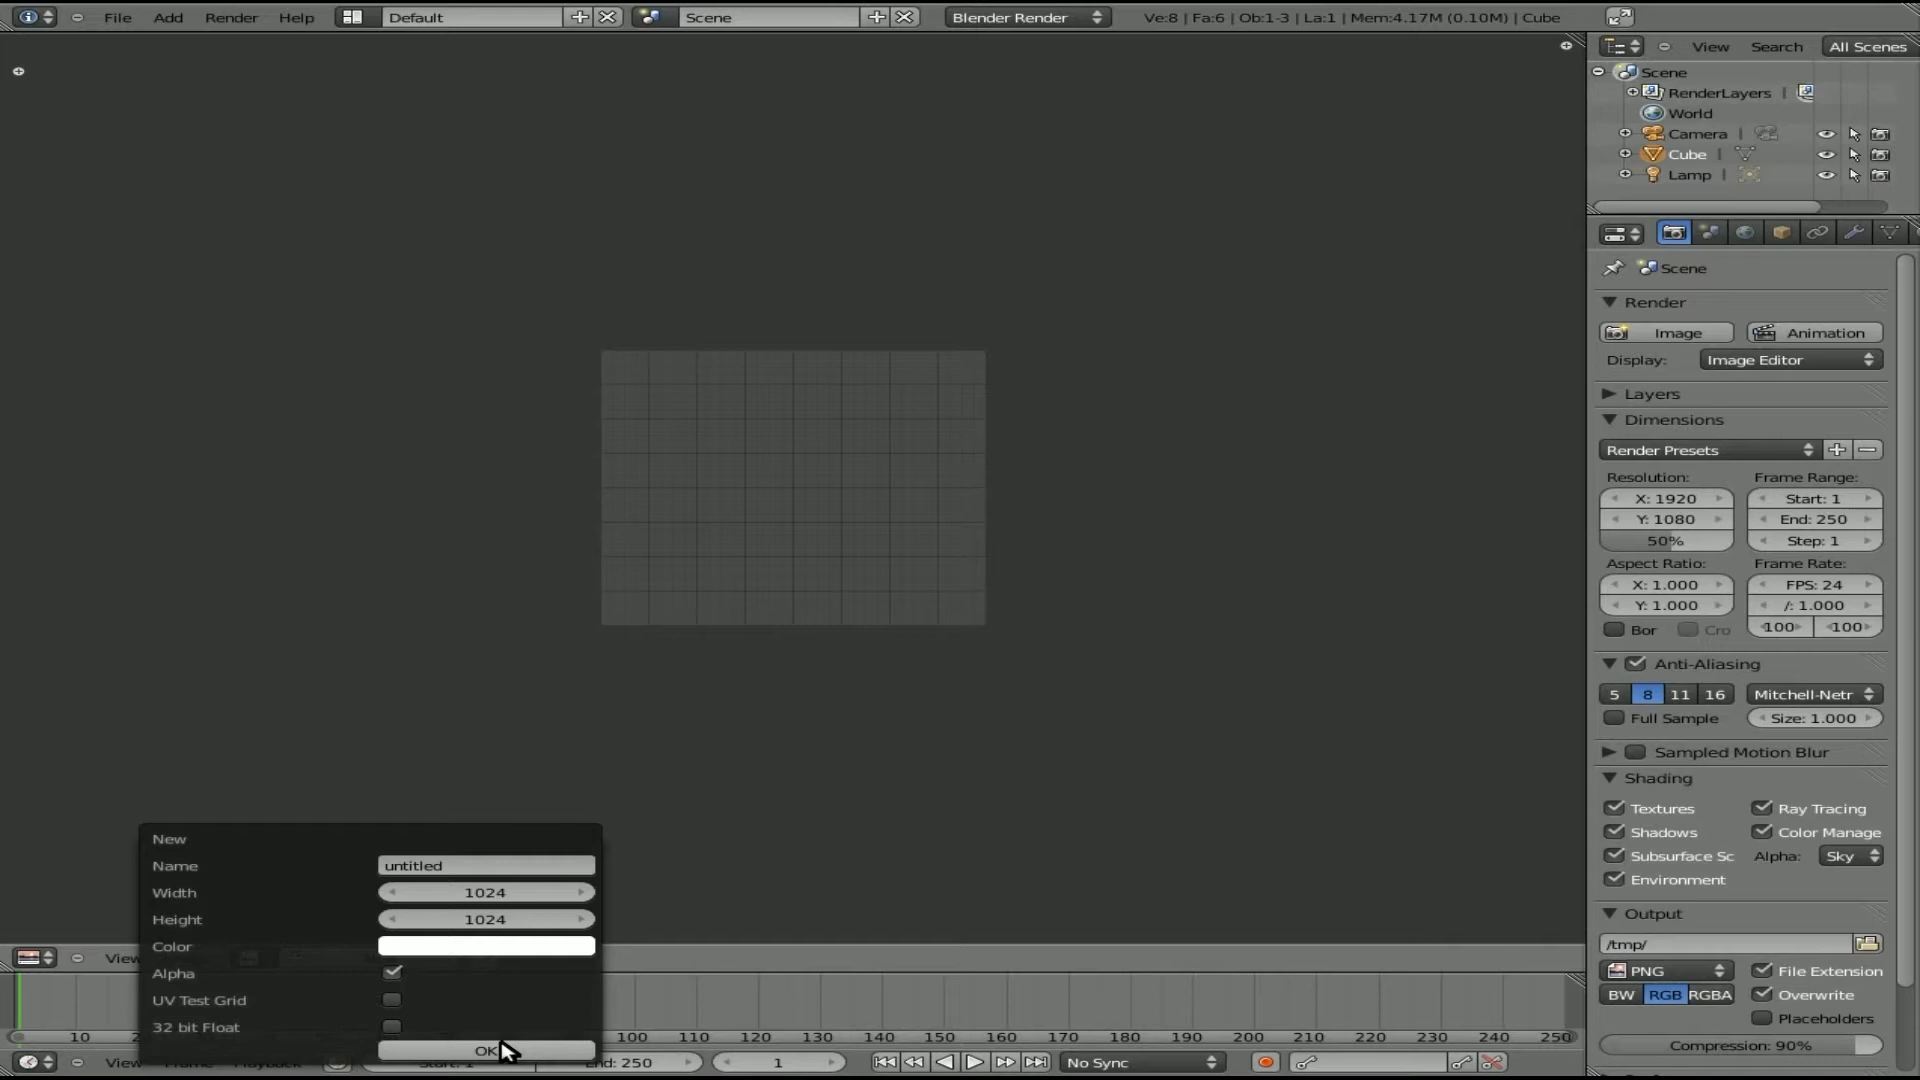 File Add Render Help Default Scene Blender Render Ve:8 | Fa:6 | Ob:1-3 | La:1 | Mem:4.17M (0.10M) | Cube
View Search All Scenes
Scene
RenderLayers |
World
Camera |
Cube |
Lamp |
Scene
Render
Image Animation
Display: Image Editor
Layers
Dimensions
Render Presets
Resolution: Frame Range:
X: 1920 Start: 1
Y: 1080 End: 250
50% Step: 1
Aspect Ratio: Frame Rate:
X: 1.000 FPS: 24
Y: 1.000 /: 1.000
Bor Cro 100 100
Anti-Aliasing
5 8 11 16 Mitchell-Netr
Full Sample Size: 1.000
Sampled Motion Blur
Shading
Textures Ray Tracing
Shadows Color Manage
Subsurface Sc Alpha: Sky
Environment
Output
/tmp/
PNG File Extension
BW RGB RGBA Overwrite
Placeholders
Compression: 90%
New
Name untitled
Width 1024
Height 1024
Color
Alpha
UV Test Grid
32 bit Float
OK
View
10 100 110 120 130 140 150 160 170 180 190 200 210 220 230 240 250
View Frame Playback Start: 1 End: 250 1 No Sync